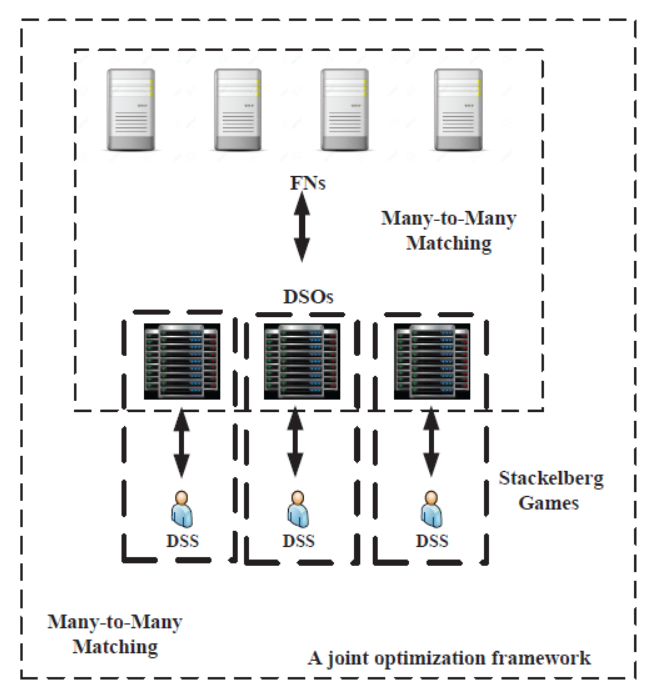 FNs
Many-to-Many
Matching
DSOs
Stackelberg
Games
DSS
DSS
DSS
Many-to-Many
Matching
A joint optimization framework